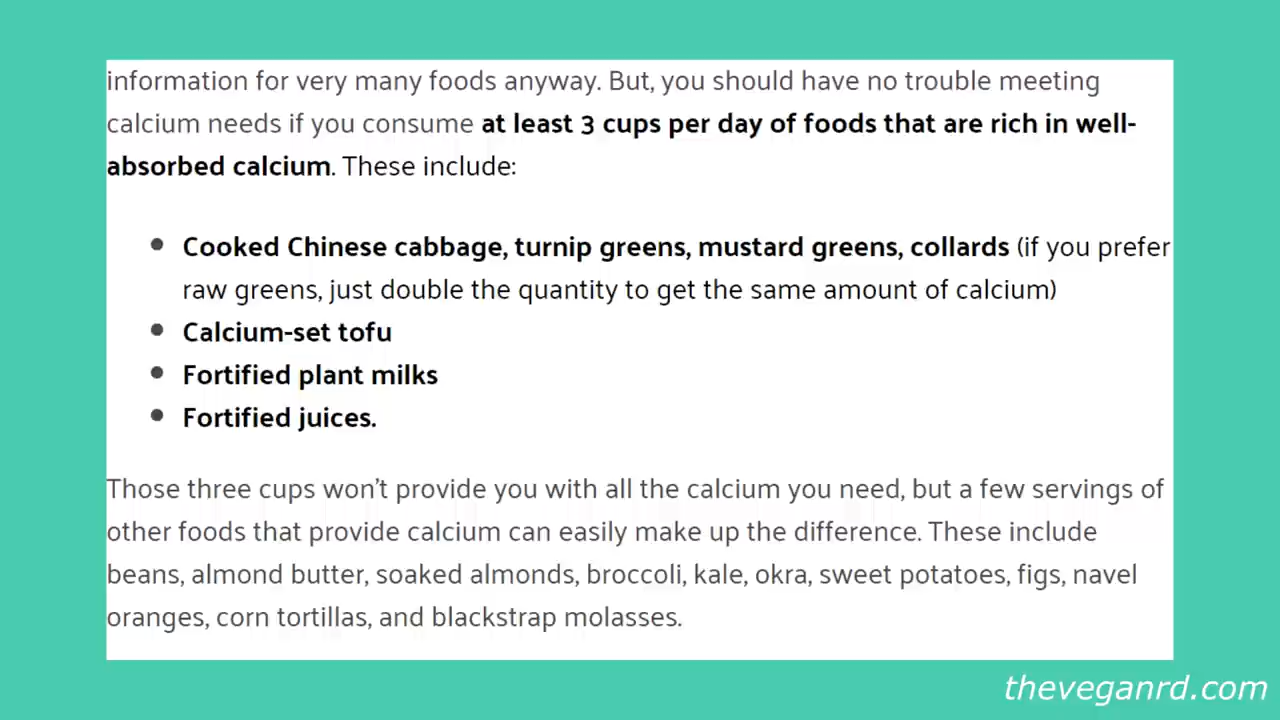 information for very many foods anyway. But, you should have no trouble meeting
calcium needs if you consume at least 3 cups per day of foods that are rich in well-
absorbed calcium. These include:
• Cooked Chinese cabbage, turnip greens, mustard greens, collards (if you prefer
raw greens, just double the quantity to get the same amount of calcium)
• Calcium-set tofu
• Fortified plant milks
• Fortified juices.
Those three cups won't provide you with all the calcium you need, but a few servings of
other foods that provide calcium can easily make up the difference. These include
beans, almond butter, soaked almonds, broccoli, kale, okra, sweet potatoes, figs, navel
oranges, corn tortillas, and blackstrap molasses.
theveganrd.com